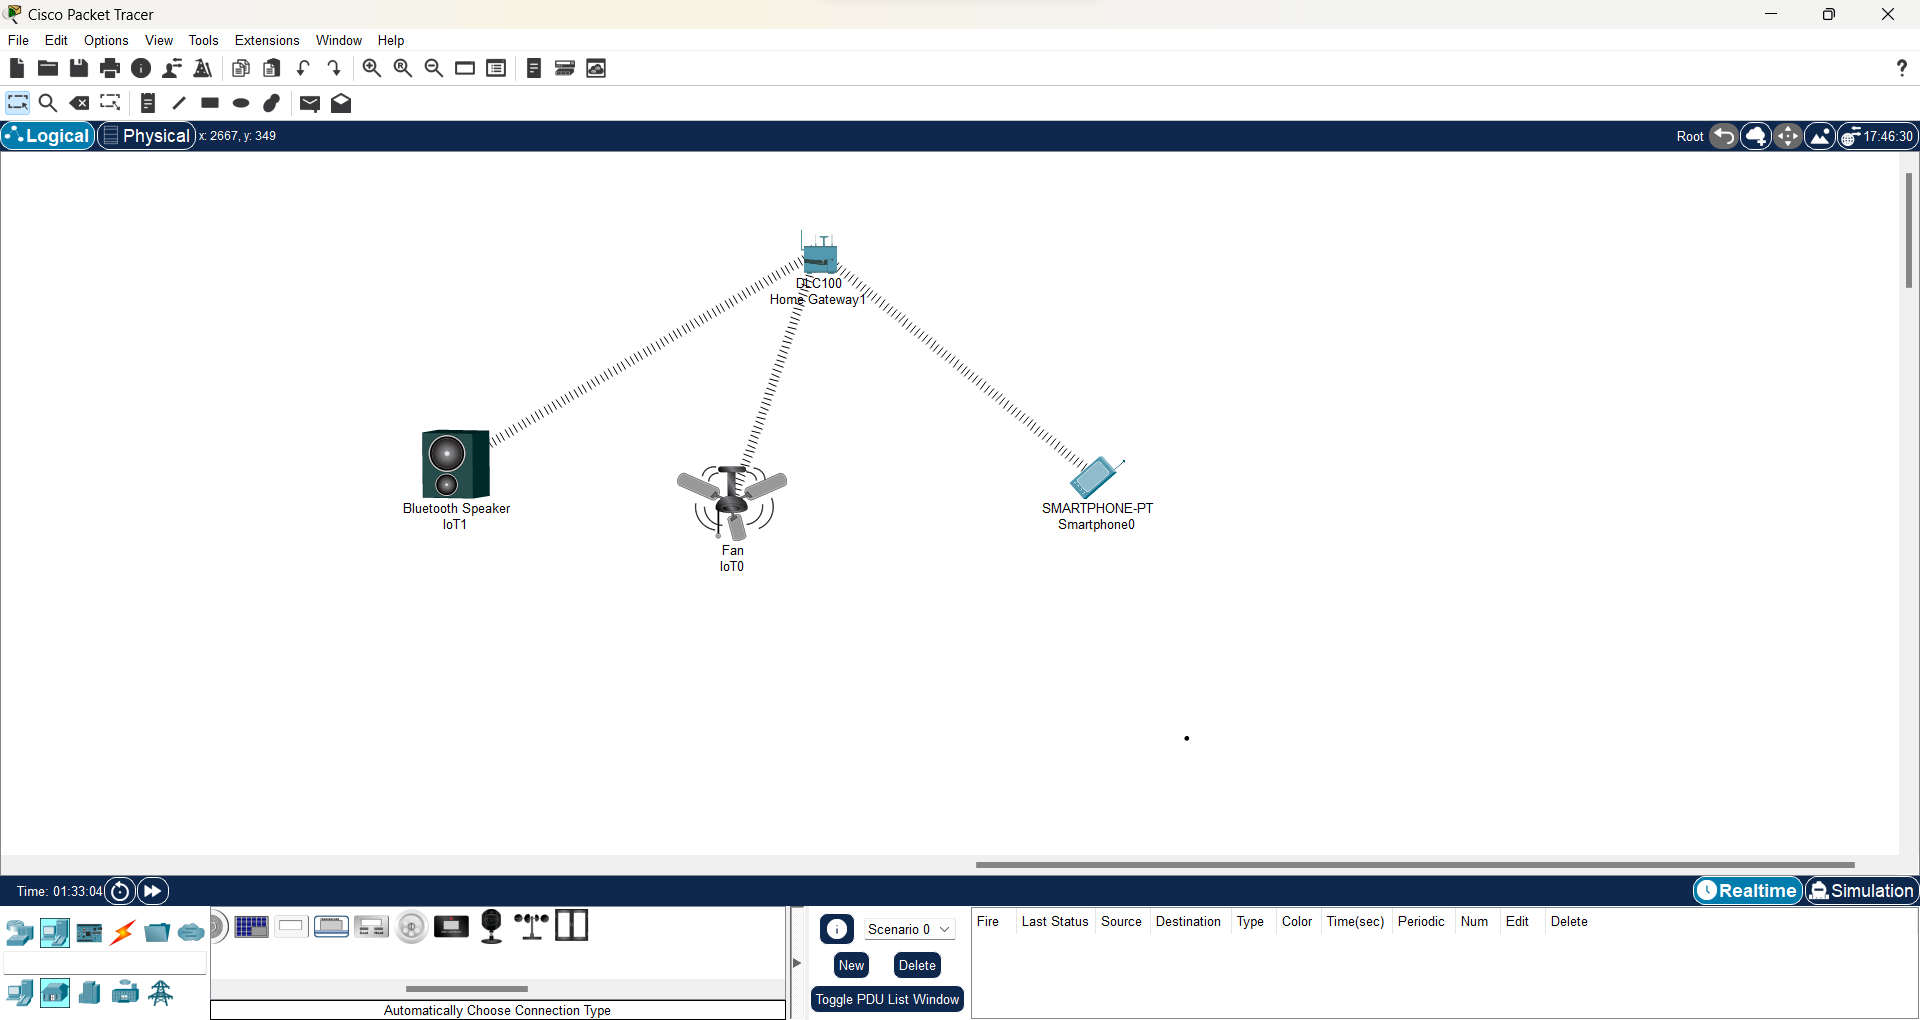 Cisco Packet Tracer
File Edit Options View Tools Extensions Window Help
?
Logical Physical x: 2667, y: 349 Root 17:46:30
DLC100
Home Gateway1
Bluetooth Speaker
IoT1
Fan
IoT0
SMARTPHONE-PT
Smartphone0
Time: 01:33:04 Realtime Simulation
Scenario 0
New Delete
Toggle PDU List Window
Fire Last Status Source Destination Type Color Time(sec) Periodic Num Edit Delete
Automatically Choose Connection Type